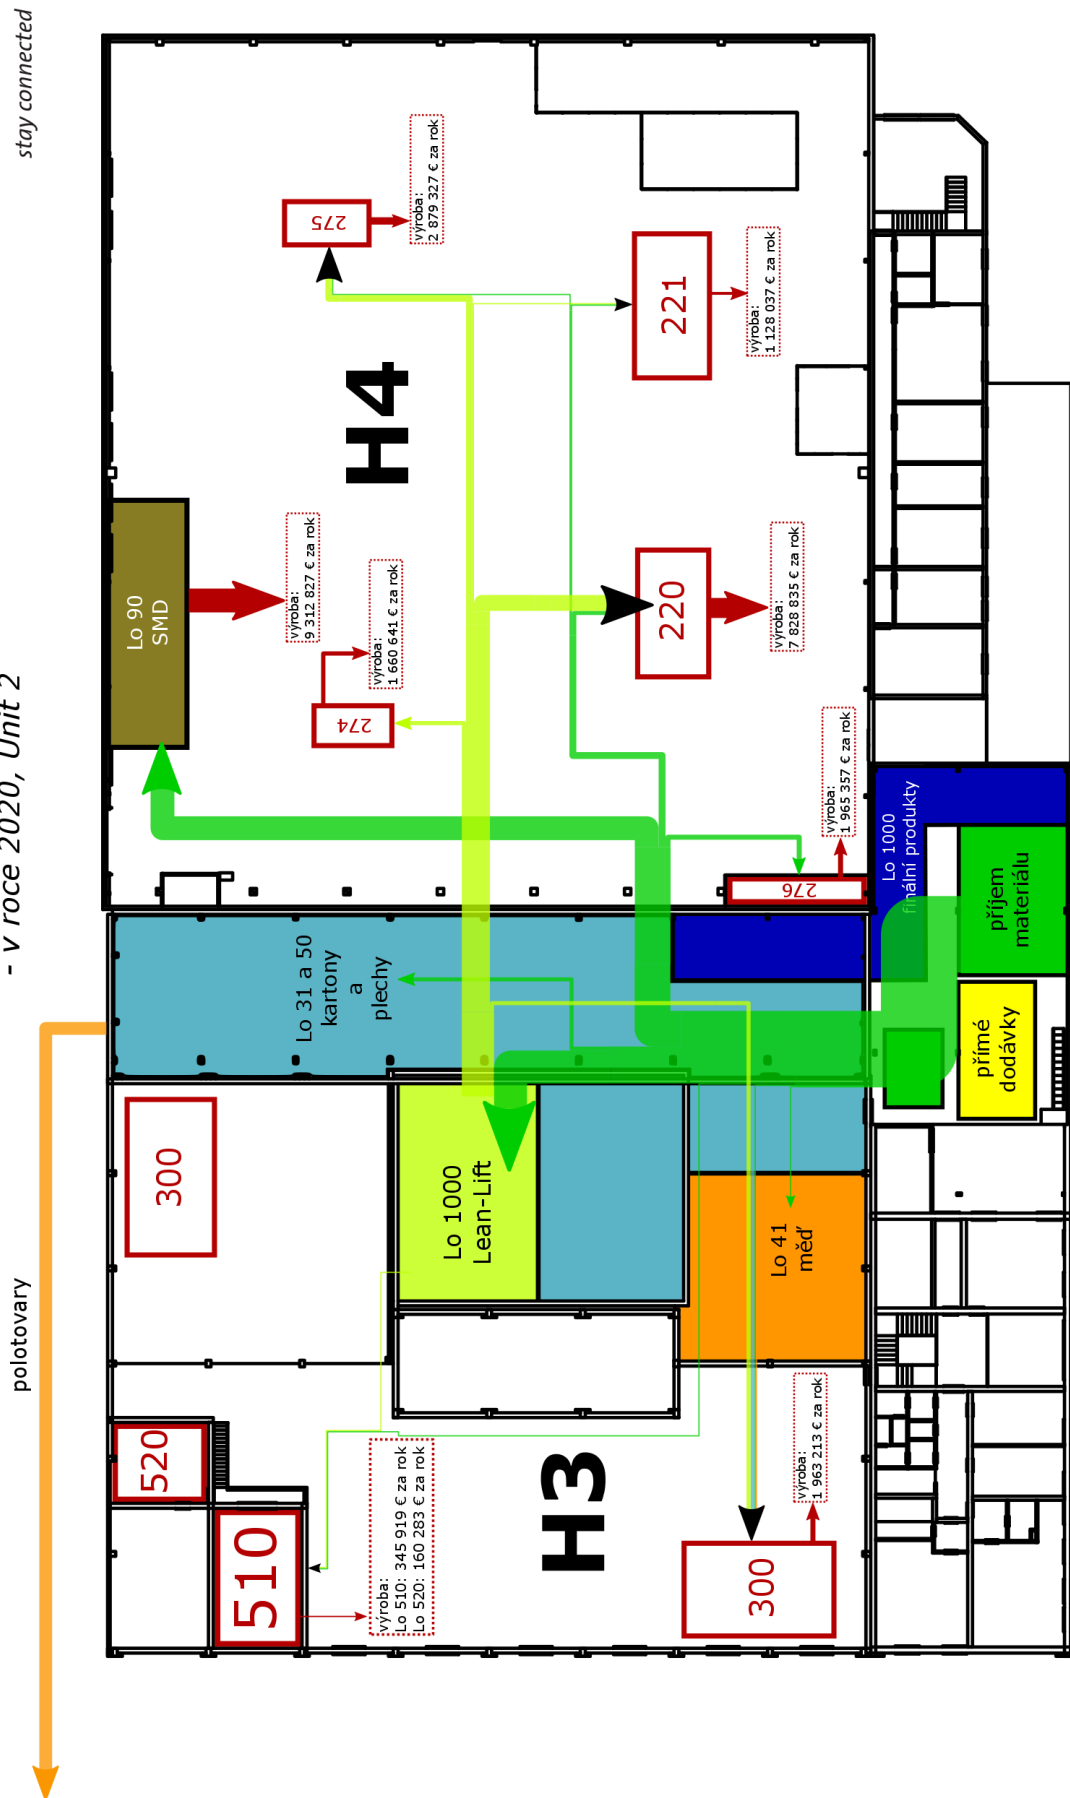 stay connected
- v roce 2020, Unit 2
polotovary
275
výroba:
2 879 327 € za rok
221
výroba:
1 128 037 € za rok
H4
Lo 90
SMD
výroba:
9 312 827 € za rok
274
výroba:
1 660 641 € za rok
220
výroba:
7 828 835 € za rok
276
výroba:
1 965 357 € za rok
Lo 1000
finální produkty
příjem
materiálu
přímé
dodávky
Lo 31 a 50
kartony
a
plechy
300
Lo 1000
Lean-Lift
Lo 41
měď
520
510
výroba:
Lo 510: 345 919 € za rok
Lo 520: 160 283 € za rok
H3
300
výroba:
1 963 213 € za rok